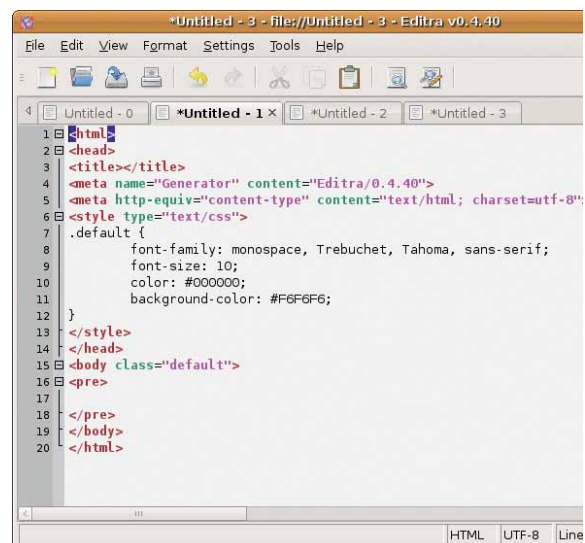 *Untitled - 3 - file://Untitled - 3 - Editra v0.4.40
File Edit View Format Settings Tools Help
Untitled - 0 *Untitled - 1 × *Untitled - 2 *Untitled - 3
1 <html>
2 <head>
3 <title></title>
4 <meta name="Generator" content="Editra/0.4.40">
5 <meta http-equiv="content-type" content="text/html; charset=utf-8"
6 <style type="text/css">
7 .default {
8 font-family: monospace, Trebuchet, Tahoma, sans-serif;
9 font-size: 10;
10 color: #000000;
11 background-color: #F6F6F6;
12 }
13 </style>
14 </head>
15 <body class="default">
16 <pre>
17
18 </pre>
19 </body>
20 </html>
HTML UTF-8 Line